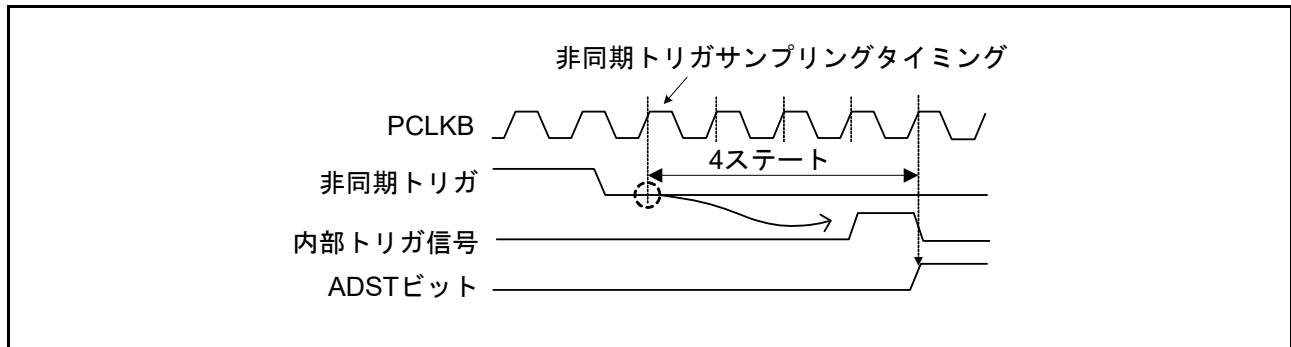 非同期トリガサンプリングタイミング
PCLKB
4ステート
非同期トリガ
内部トリガ信号
ADSTビット